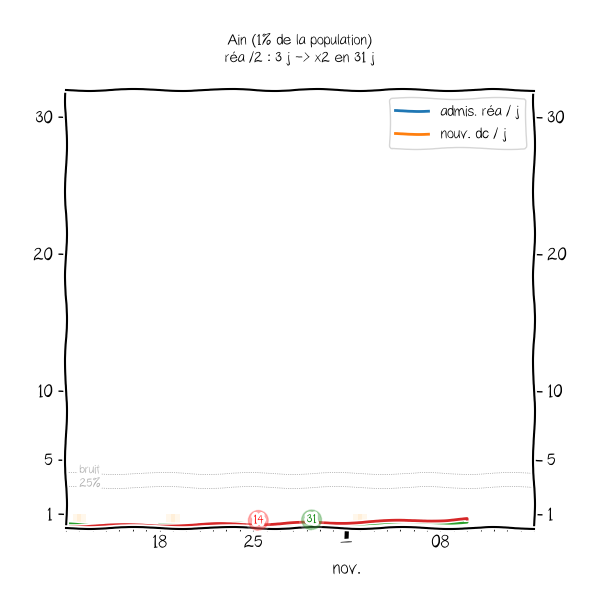 Ain (1% de la population)
réa /2 : 3 j -> x2 en 31 j
admis. réa / j
nouv. dc / j
30
30
20
20
10
10
5
5
bruit
25%
1
14
31
1
18
25
08
nov.